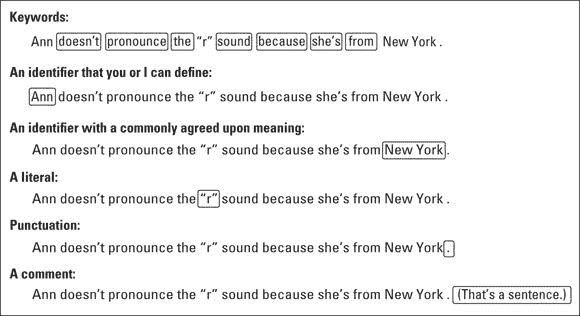 Keywords:
Ann doesn't pronounce the “r” sound because she's from New York .
An identifier that you or I can define:
Ann doesn't pronounce the “r” sound because she's from New York .
An identifier with a commonly agreed upon meaning:
Ann doesn't pronounce the “r” sound because she's from New York .
A literal:
Ann doesn't pronounce the “r” sound because she's from New York .
Punctuation:
Ann doesn't pronounce the “r” sound because she's from New York .
A comment:
Ann doesn't pronounce the “r” sound because she's from New York . (That's a sentence.)